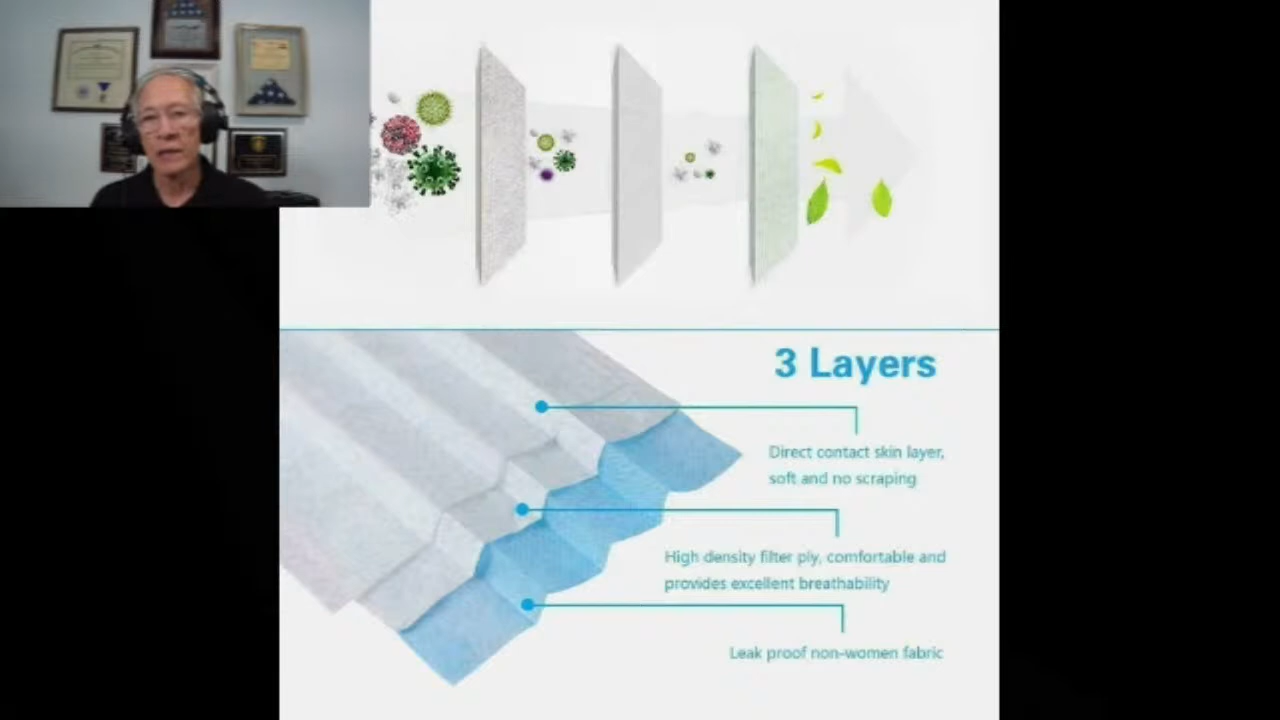 3 Layers
Direct contact skin layer,
soft and no scraping
High density filter ply, comfortable and
provides excellent breathability
Leak proof non-women fabric